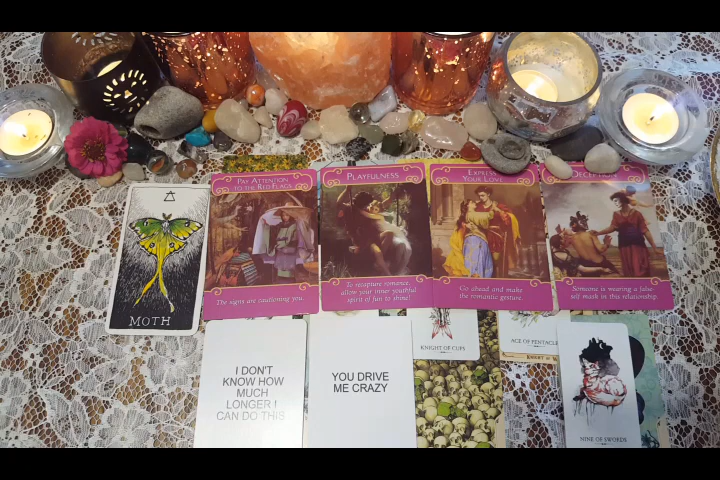 PAY ATTENTION
TO THE RED FLAGS
The signs are cautioning you.
PLAYFULNESS
To recapture romance,
allow your inner youthful
spirit of fun to shine!
EXPRESS
YOUR LOVE
Go ahead and make
the romantic gesture.
DECEPTION
Someone is wearing a false-
self mask in this relationship.
MOTH
I DON'T
KNOW HOW
MUCH
LONGER I
CAN DO THIS
YOU DRIVE
ME CRAZY
KNIGHT OF CUPS
ACE OF PENTACLES
NINE OF SWORDS